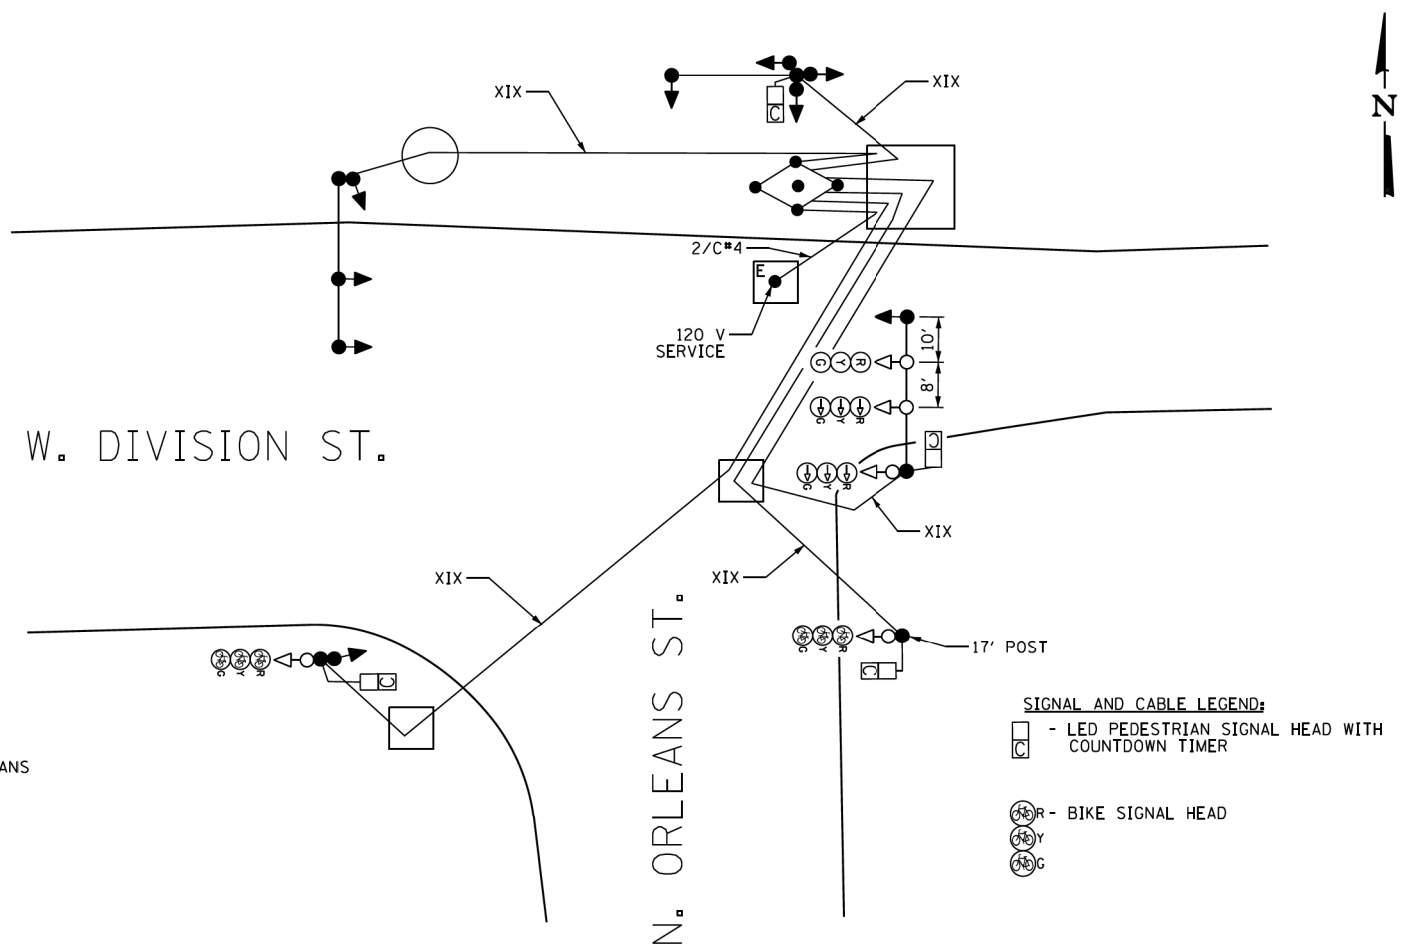 XIX
XIX
N
C
2/C#4
E
120 V
SERVICE
10'
8'
G Y R
G Y R
C
G Y R
W. DIVISION ST.
XIX
XIX
XIX
N. ORLEANS ST.
G Y R
17' POST
C
G Y R
C
ANS
SIGNAL AND CABLE LEGEND:
- LED PEDESTRIAN SIGNAL HEAD WITH
C COUNTDOWN TIMER
R - BIKE SIGNAL HEAD
Y
G